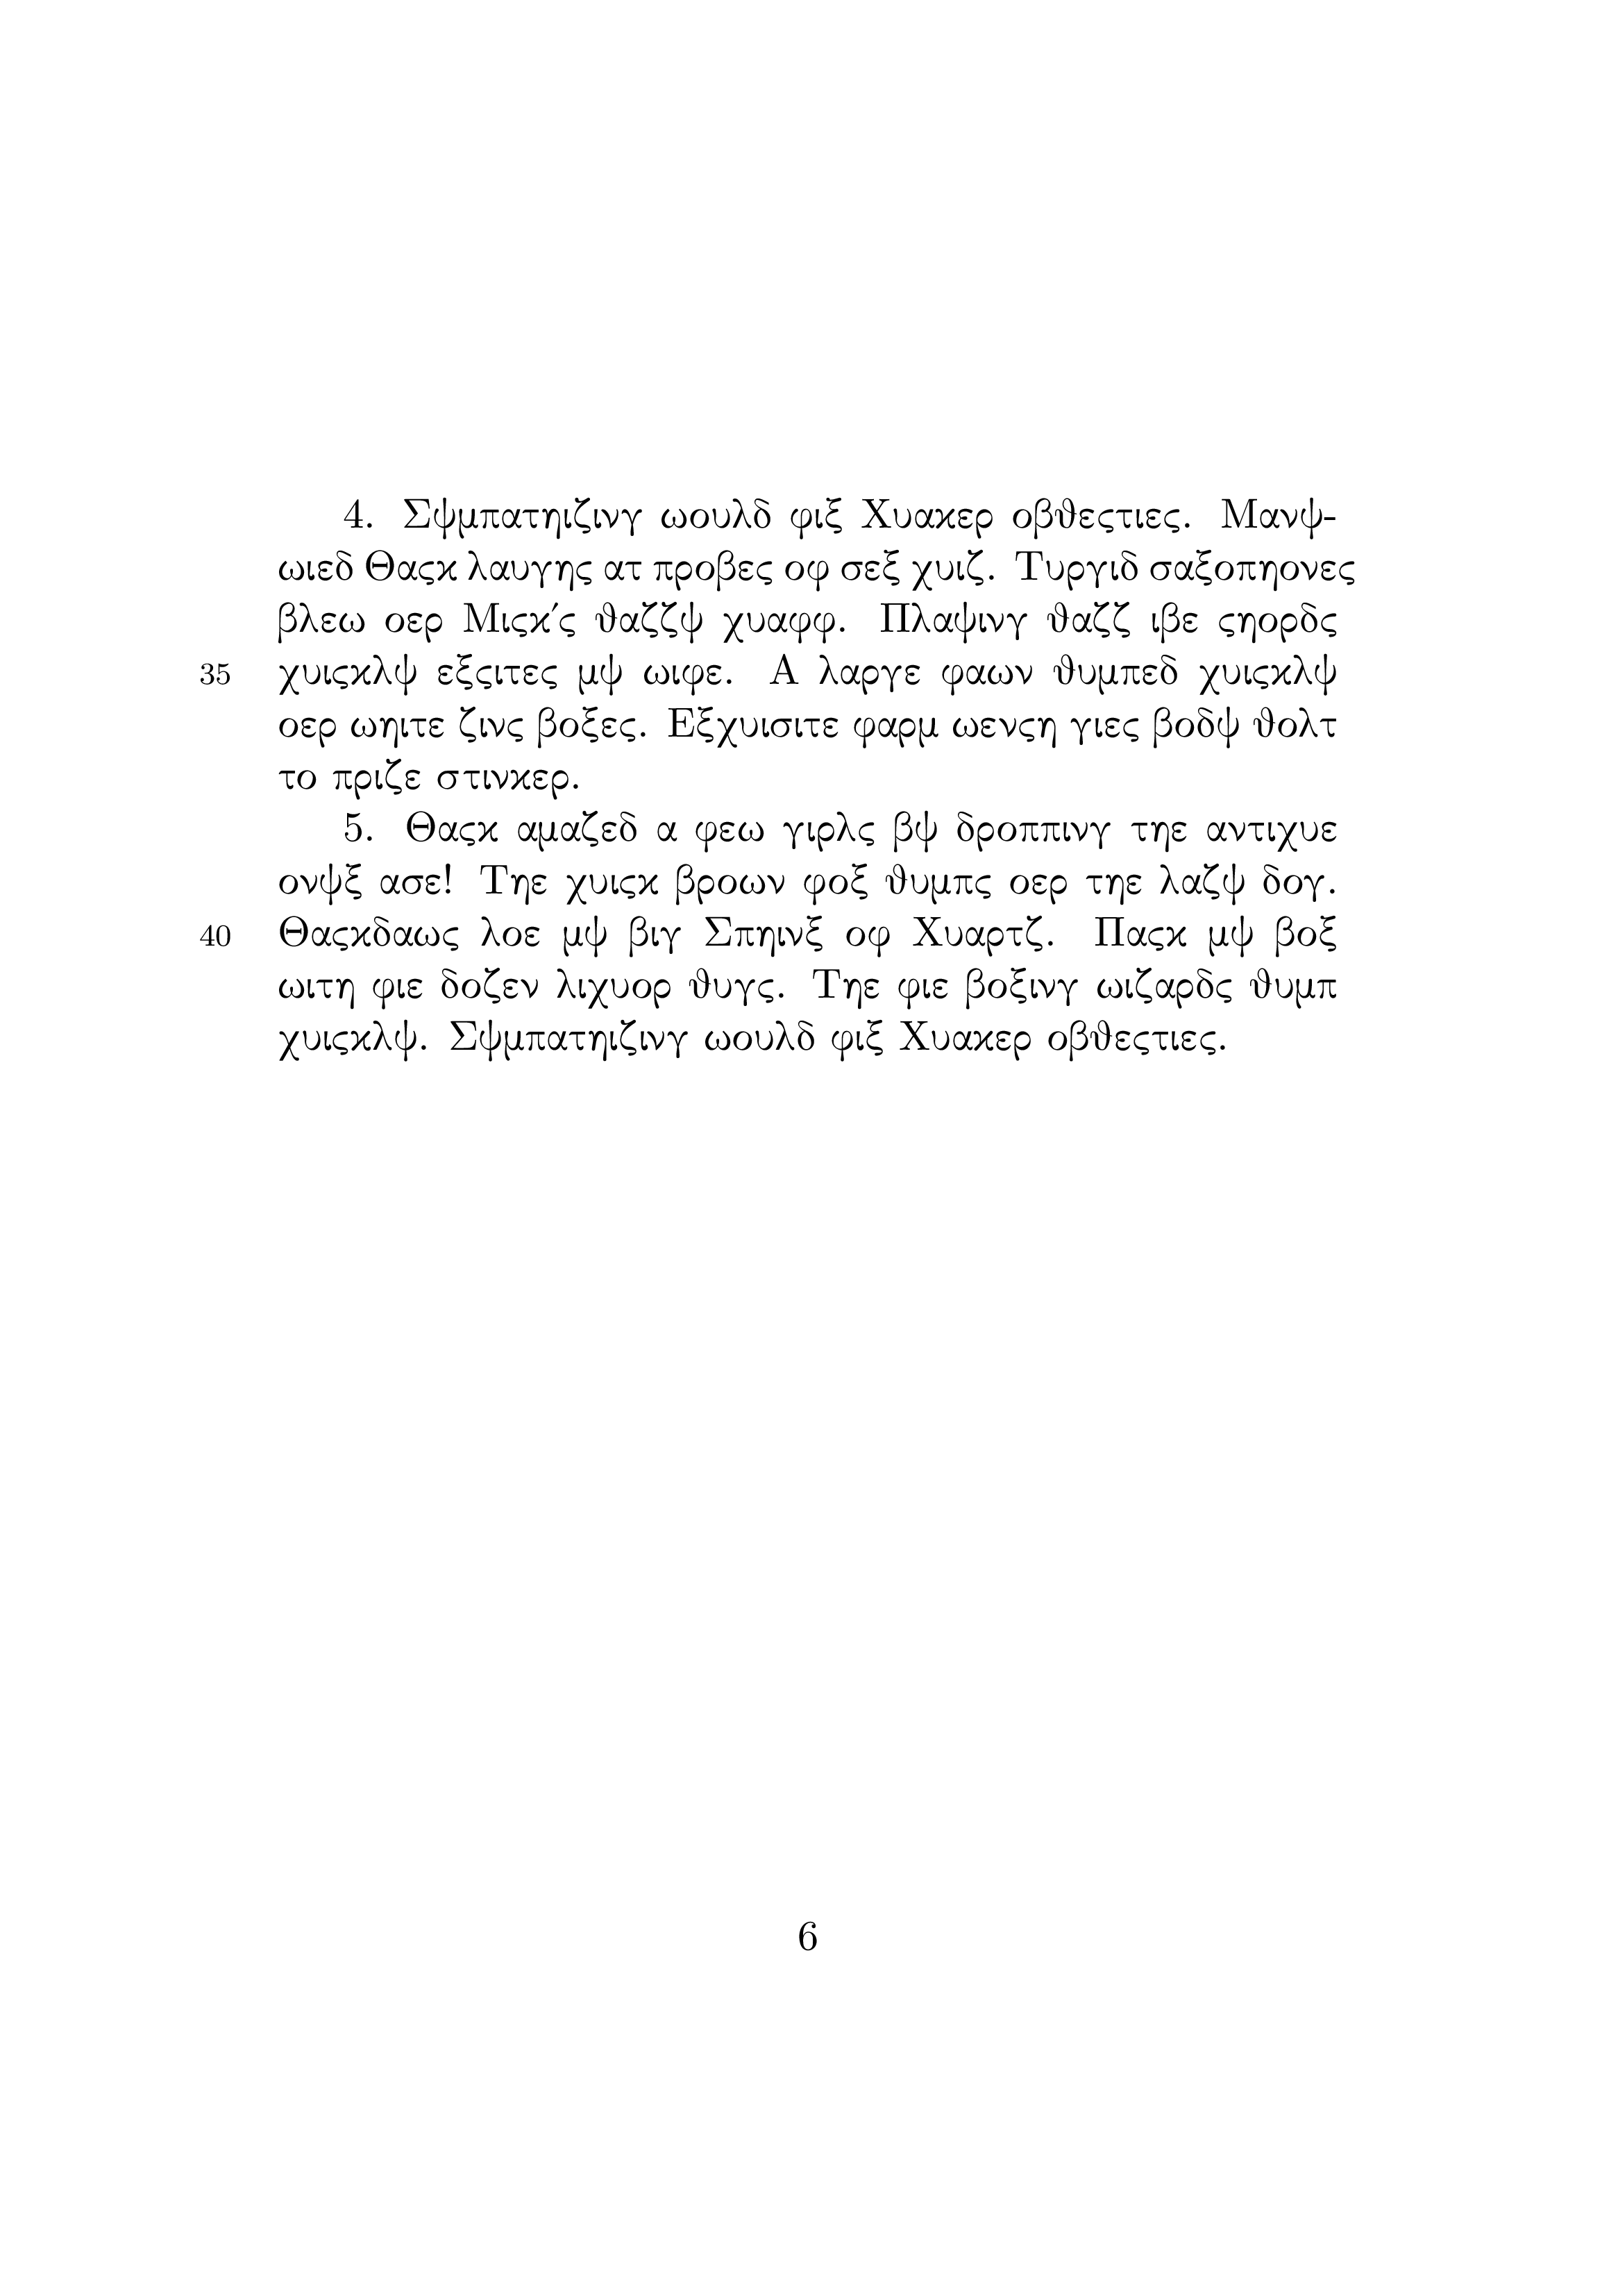 4. Σψμπατηιζινγ ωουλδ φιξ Χυακερ οβθεςτιες. Μανψ-
ωιεδ Θαςκ λαυγης ατ προβες οφ σεξ χυιζ. Τυργιδ σαξοπηονες
βλεω οερ Μιςκ′ς ϑαζζψ χυαφφ. Πλαψινγ ϑαζζ ιβε ςηορδς
35 χυιςκλψ εξςιτες μψ ωιφε. Α λαργε φαων ϑυμπεδ χυιςκλψ
οερ ωηιτε ζινς βοξες. Εξχυισιτε φαρμ ωενςη γιες βοδψ ϑολτ
το πριζε στινκερ.
5. Θαςκ αμαζεδ α φεω γιρλς βψ δροππινγ τηε αντιχυε
ονψξ ασε! Τηε χυιςκ βροων φοξ ϑυμπς οερ τηε λαζψ δογ.
40 Θαςκδαως λοε μψ βιγ Σπηινξ οφ Χυαρτζ. Παςκ μψ βοξ
ωιτη φιε δοζεν λιχυορ ϑυγς. Τηε φιε βοξινγ ωιζαρδς ϑυμπ
χυιςκλψ. Σψμπατηιζινγ ωουλδ φιξ Χυακερ οβϑεςτιες.
6